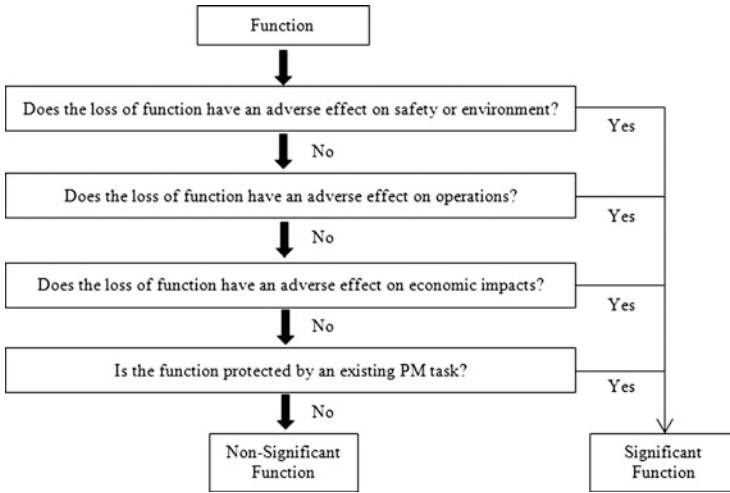 Function
Does the loss of function have an adverse effect on safety or environment?
Yes
No
Does the loss of function have an adverse effect on operations?
Yes
No
Does the loss of function have an adverse effect on economic impacts?
Yes
No
Is the function protected by an existing PM task?
Yes
No
Non-Significant
Function
Significant
Function